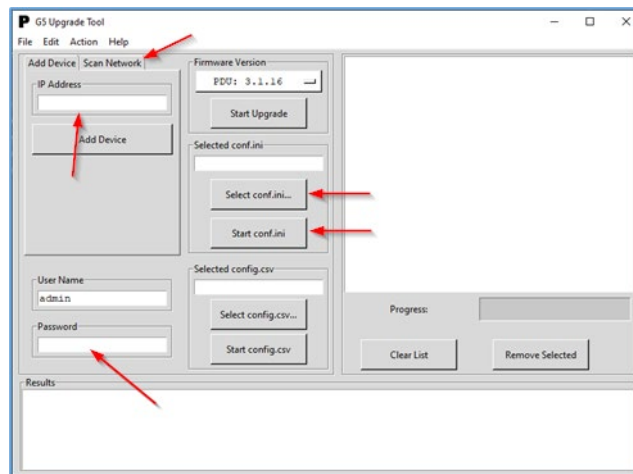 P G5 Upgrade Tool
File Edit Action Help
Add Device Scan Network
IP Address
Add Device
User Name
admin
Password
Firmware Version
PDU: 3.1.16
Start Upgrade
Selected conf.ini
Select conf.ini...
Start conf.ini
Selected config.csv
Select config.csv...
Start config.csv
Progress:
Clear List Remove Selected
Results